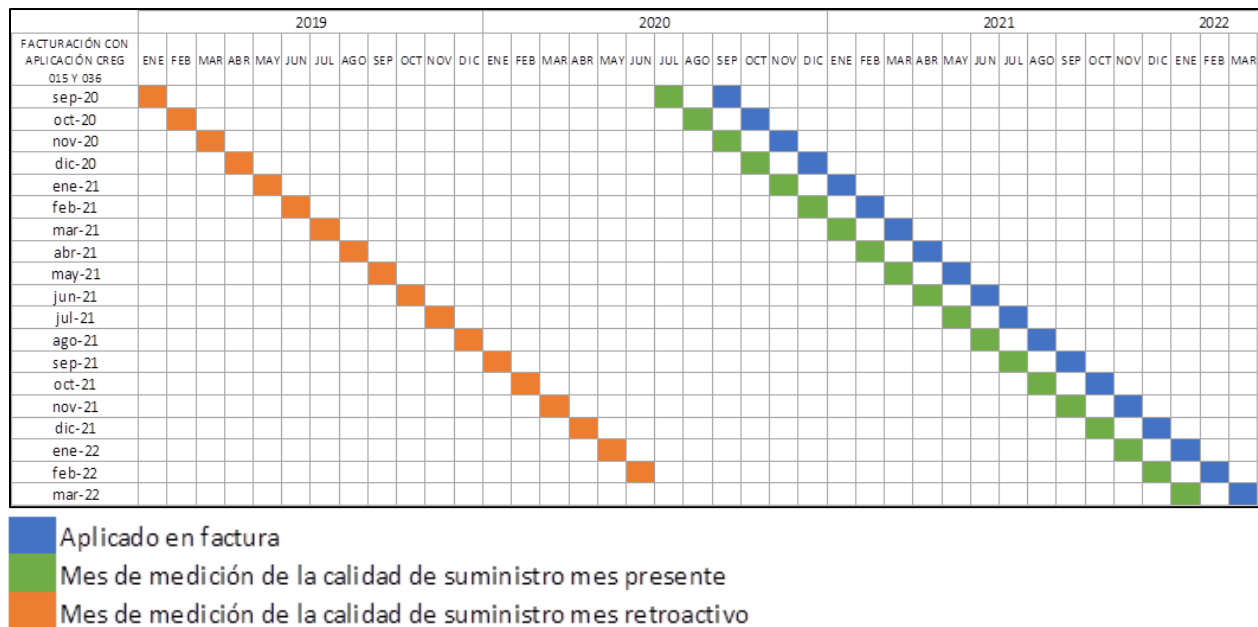 2019 2020 2021 2022
FACTURACIÓN CON
APLICACIÓN CREG
015 Y 036
ENE FEB MAR ABR MAY JUN JUL AGO SEP OCT NOV DIC ENE FEB MAR ABR MAY JUN JUL AGO SEP OCT NOV DIC ENE FEB MAR ABR MAY JUN JUL AGO SEP OCT NOV DIC ENE FEB MAR
sep-20
oct-20
nov-20
dic-20
ene-21
feb-21
mar-21
abr-21
may-21
jun-21
jul-21
ago-21
sep-21
oct-21
nov-21
dic-21
ene-22
feb-22
mar-22
Aplicado en factura
Mes de medición de la calidad de suministro mes presente
Mes de medición de la calidad de suministro mes retroactivo